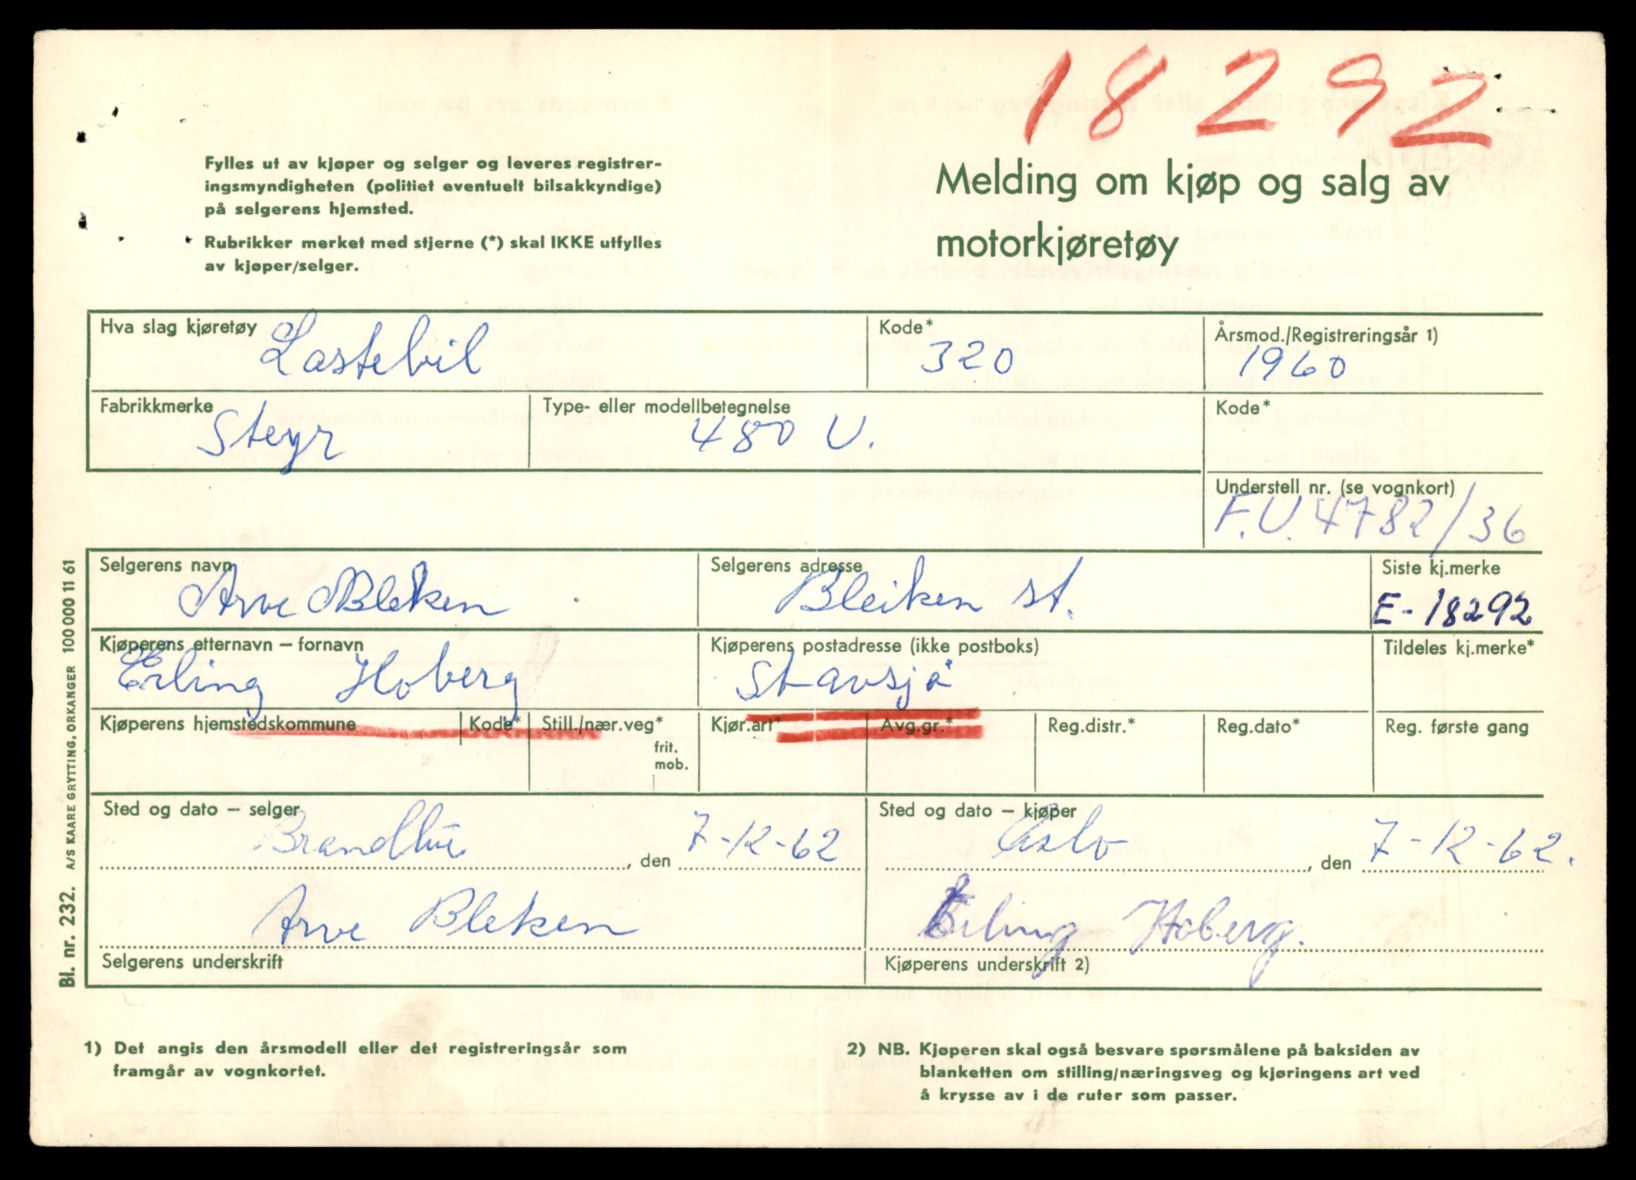 18292
Fylles ut av kjøper og selger og leveres registrer-
ingsmyndigheten (politiet eventuelt bilsakkyndige)
på selgerens hjemsted.
Rubrikker merket med stjerne (*) skal IKKE utfylles
av kjøper/selger.
Melding om kjøp og salg av
motorkjøretøy
Hva slag kjøretøy Lastebil
Kode* 320
Årsmod./Registreringsår 1) 1960
Fabrikkmerke Steyr
Type- eller modellbetegnelse 480 U.
Kode*
Understell nr. (se vognkort) F.U. 4782/36
Selgerens navn Arve Bleken
Selgerens adresse Bleiken st.
Siste kj.merke E-18292
Kjøperens etternavn – fornavn Erling Hoberg
Kjøperens postadresse (ikke postboks) Stavsjø
Tildeles kj.merke*
Kjøperens hjemstedskommune Kode* Still./nær.veg* frit. mob. Kjør.art* Avg.gr.* Reg.distr.* Reg.dato* Reg. første gang
Sted og dato – selger Brandbu, den 7-12-62
Sted og dato – kjøper Oslo, den 7-12-62.
Arve Bleken
Selgerens underskrift
Erling Hoberg.
Kjøperens underskrift 2)
1) Det angis den årsmodell eller det registreringsår som
framgår av vognkortet.
2) NB. Kjøperen skal også besvare spørsmålene på baksiden av
blanketten om stilling/næringsveg og kjøringens art ved
å krysse av i de ruter som passer.
Bl. nr. 232. A/S KAARE GRYTTING, ORKANGER 100 000 11 61